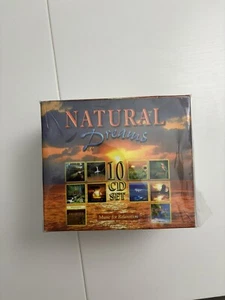 NATURAL
Dreams
10
CD
SET
Music for Relaxation